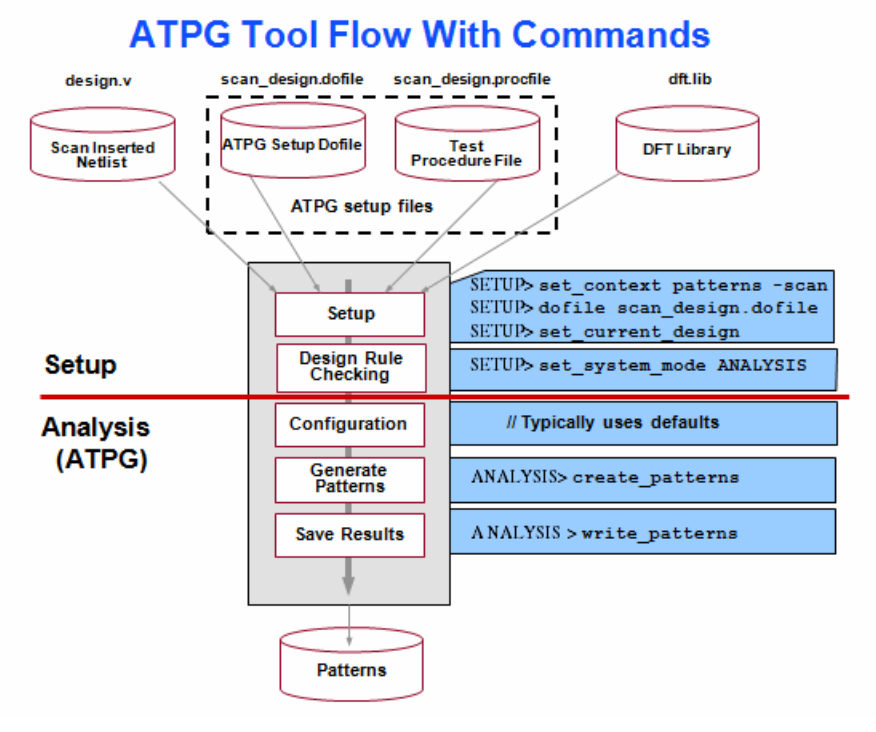 ATPG Tool Flow With Commands
design.v
scan_design.dofile
scan_design.procfile
dft.lib
Scan Inserted
Netlist
ATPG Setup Dofile
Test
Procedure File
DFT Library
ATPG setup files
Setup
SETUP> set_context patterns -scan
SETUP> dofile scan_design.dofile
SETUP> set_current_design
Setup
Design Rule
Checking
SETUP> set_system_mode ANALYSIS
Analysis
(ATPG)
Configuration
// Typically uses defaults
Generate
Patterns
ANALYSIS> create_patterns
Save Results
ANALYSIS > write_patterns
Patterns